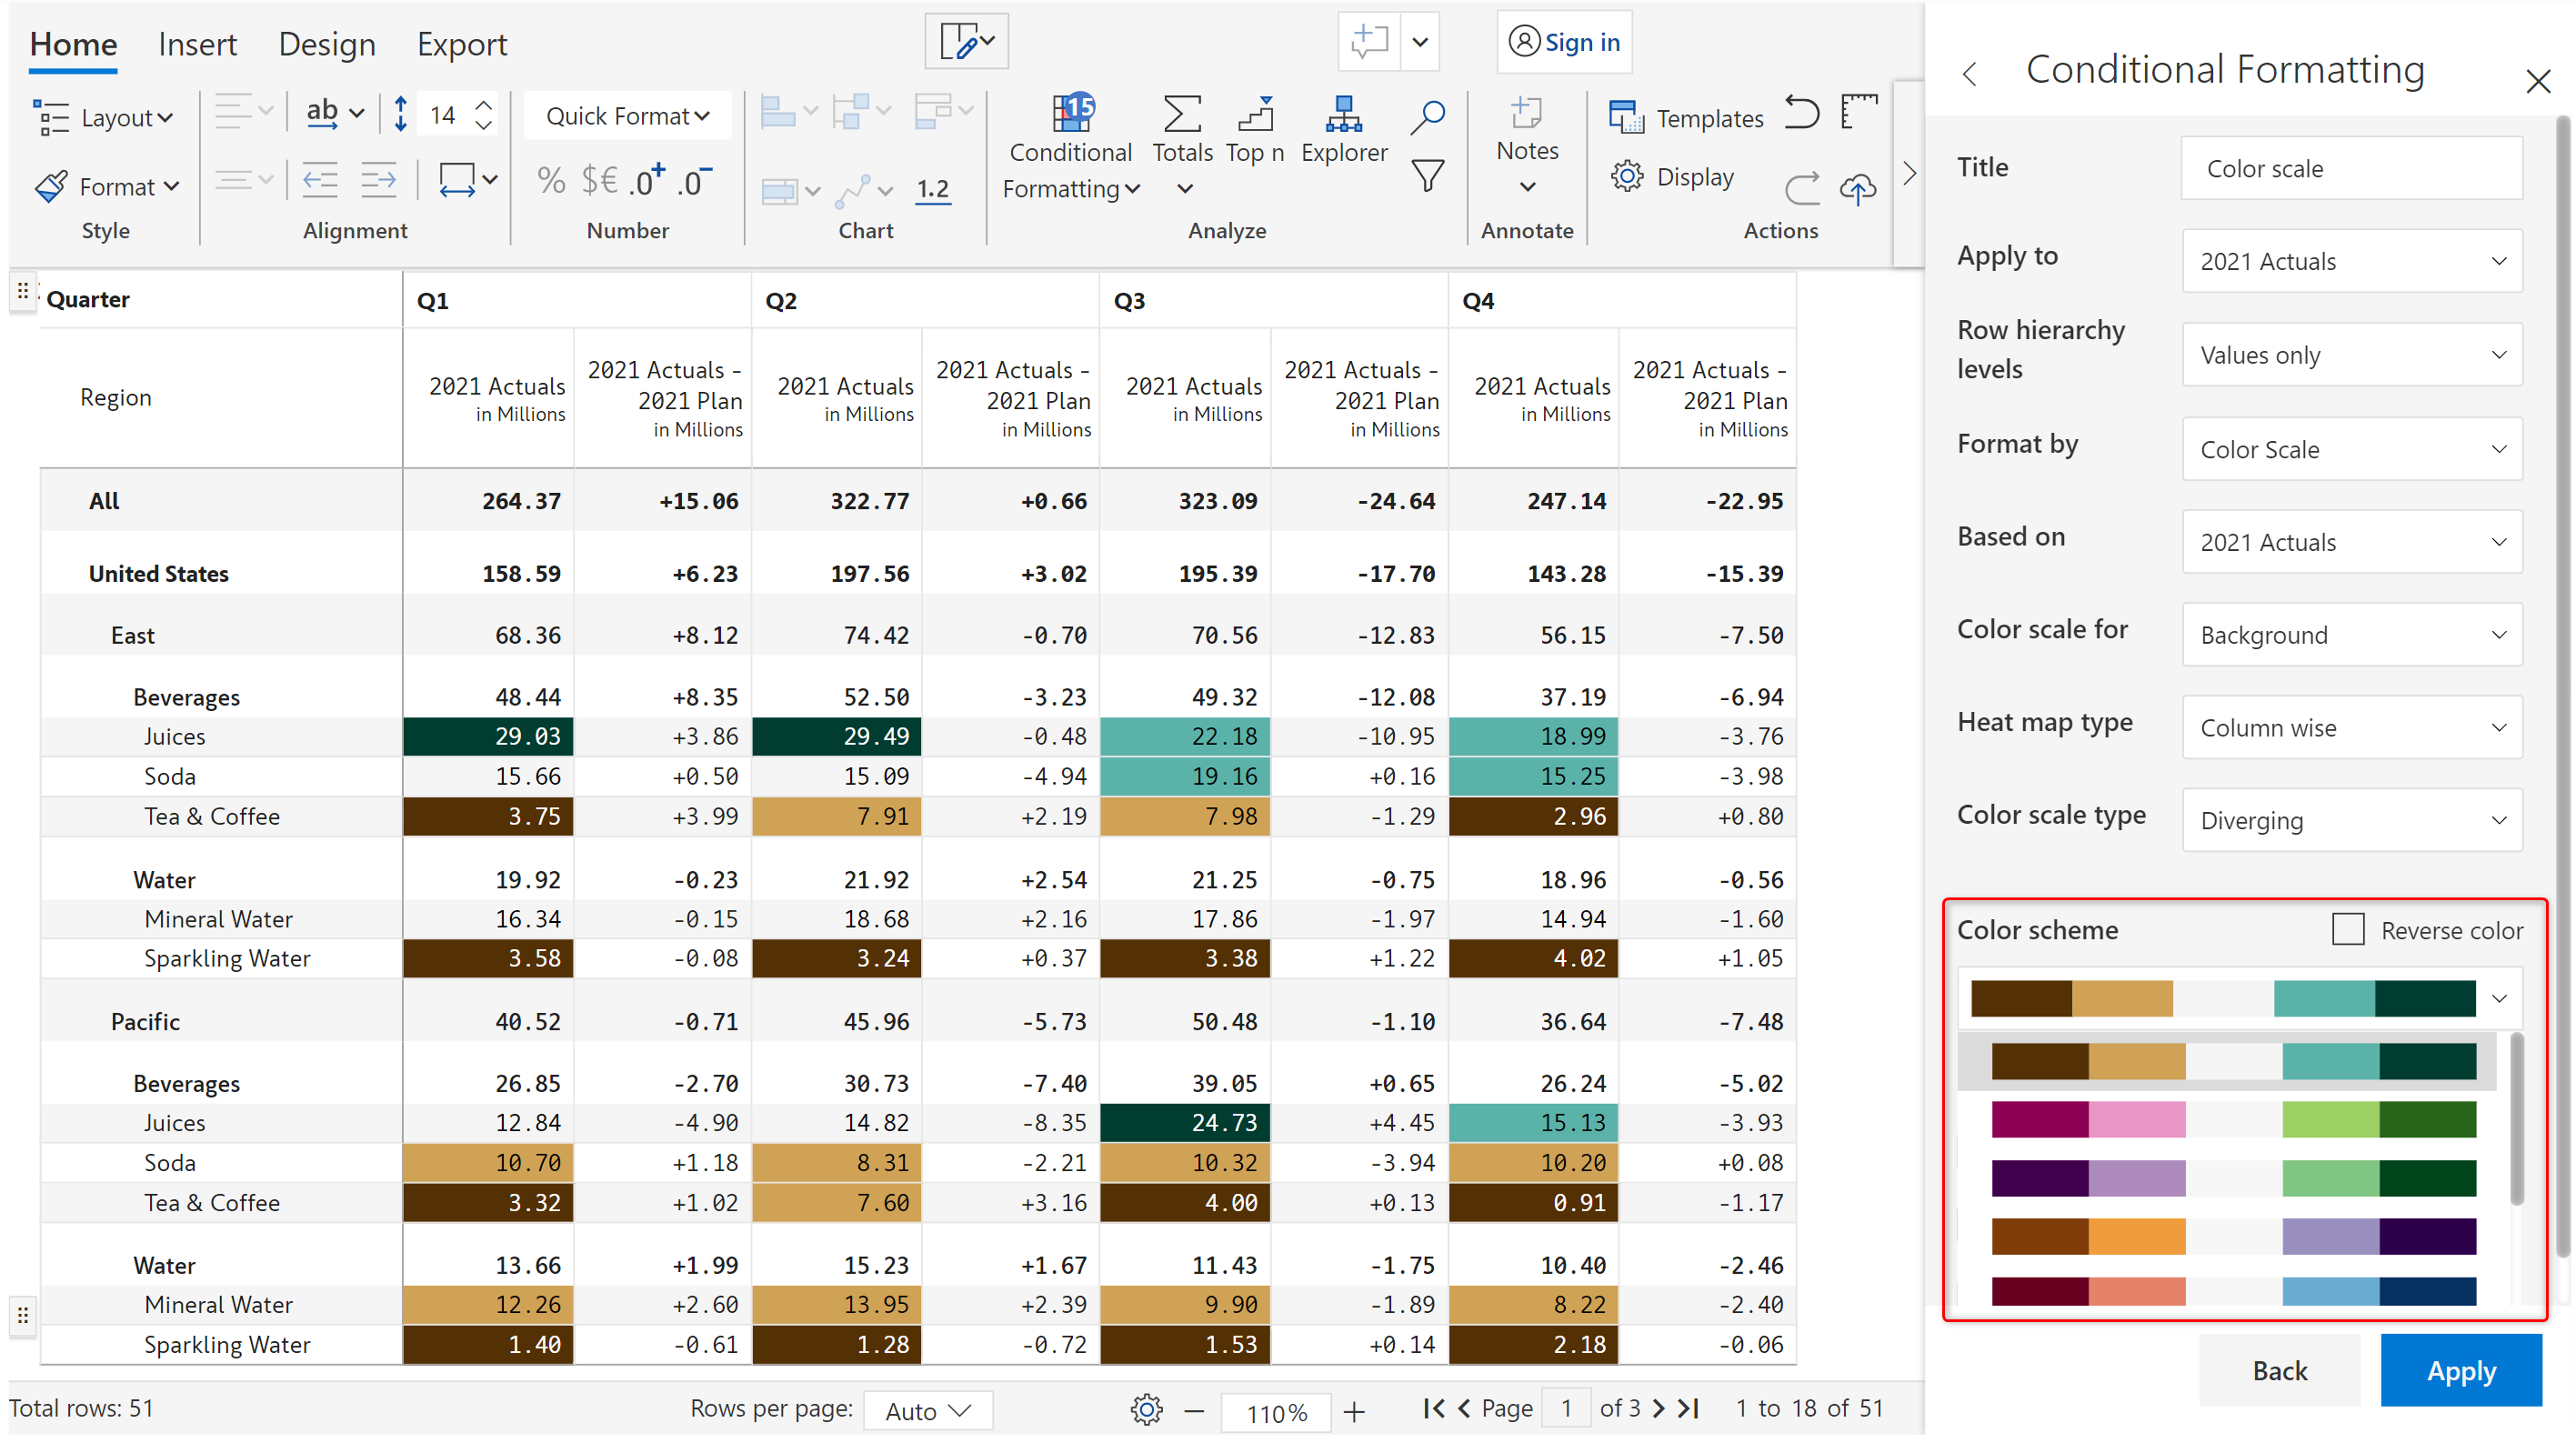 Home Insert Design Export Sign in
Layout ab 14 Quick Format 15 Templates
Conditional Formatting Totals Top n Explorer Notes
Format % $€ .0+ .0- 1.2 Display
Style Alignment Number Chart Analyze Annotate Actions
Quarter Q1 Q2 Q3 Q4
Region 2021 Actuals in Millions 2021 Actuals - 2021 Plan in Millions 2021 Actuals in Millions 2021 Actuals - 2021 Plan in Millions 2021 Actuals in Millions 2021 Actuals - 2021 Plan in Millions 2021 Actuals in Millions 2021 Actuals - 2021 Plan in Millions
All 264.37 +15.06 322.77 +0.66 323.09 -24.64 247.14 -22.95
United States 158.59 +6.23 197.56 +3.02 195.39 -17.70 143.28 -15.39
East 68.36 +8.12 74.42 -0.70 70.56 -12.83 56.15 -7.50
Beverages 48.44 +8.35 52.50 -3.23 49.32 -12.08 37.19 -6.94
Juices 29.03 +3.86 29.49 -0.48 22.18 -10.95 18.99 -3.76
Soda 15.66 +0.50 15.09 -4.94 19.16 +0.16 15.25 -3.98
Tea & Coffee 3.75 +3.99 7.91 +2.19 7.98 -1.29 2.96 +0.80
Water 19.92 -0.23 21.92 +2.54 21.25 -0.75 18.96 -0.56
Mineral Water 16.34 -0.15 18.68 +2.16 17.86 -1.97 14.94 -1.60
Sparkling Water 3.58 -0.08 3.24 +0.37 3.38 +1.22 4.02 +1.05
Pacific 40.52 -0.71 45.96 -5.73 50.48 -1.10 36.64 -7.48
Beverages 26.85 -2.70 30.73 -7.40 39.05 +0.65 26.24 -5.02
Juices 12.84 -4.90 14.82 -8.35 24.73 +4.45 15.13 -3.93
Soda 10.70 +1.18 8.31 -2.21 10.32 -3.94 10.20 +0.08
Tea & Coffee 3.32 +1.02 7.60 +3.16 4.00 +0.13 0.91 -1.17
Water 13.66 +1.99 15.23 +1.67 11.43 -1.75 10.40 -2.46
Mineral Water 12.26 +2.60 13.95 +2.39 9.90 -1.89 8.22 -2.40
Sparkling Water 1.40 -0.61 1.28 -0.72 1.53 +0.14 2.18 -0.06
Total rows: 51 Rows per page: Auto 110% Page 1 of 3 1 to 18 of 51
Conditional Formatting
Title Color scale
Apply to 2021 Actuals
Row hierarchy levels Values only
Format by Color Scale
Based on 2021 Actuals
Color scale for Background
Heat map type Column wise
Color scale type Diverging
Color scheme Reverse color
Back Apply